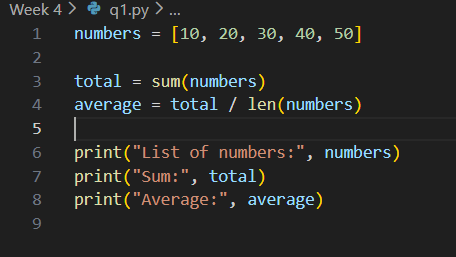 Week 4 > q1.py > ...
1 numbers = [10, 20, 30, 40, 50]
2
3 total = sum(numbers)
4 average = total / len(numbers)
5
6 print("List of numbers:", numbers)
7 print("Sum:", total)
8 print("Average:", average)
9